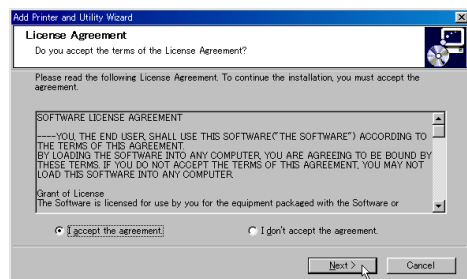 Add Printer and Utility Wizard
License Agreement
Do you accept the terms of the License Agreement?
Please read the following License Agreement. To continue the installation, you must accept the
agreement.
SOFTWARE LICENSE AGREEMENT
----YOU, THE END USER, SHALL USE THIS SOFTWARE("THE SOFTWARE") ACCORDING TO
THE TERMS OF THIS AGREEMENT.
BY LOADING THE SOFTWARE INTO ANY COMPUTER, YOU ARE AGREEING TO BE BOUND BY
THESE TERMS. IF YOU DO NOT ACCEPT THE TERMS OF THIS AGREEMENT, YOU MAY NOT
LOAD THIS SOFTWARE INTO ANY COMPUTER.
Grant of License
The Software is licensed for use by you for the equipment packaged with the Software or
I accept the agreement. I don't accept the agreement.
Next > Cancel